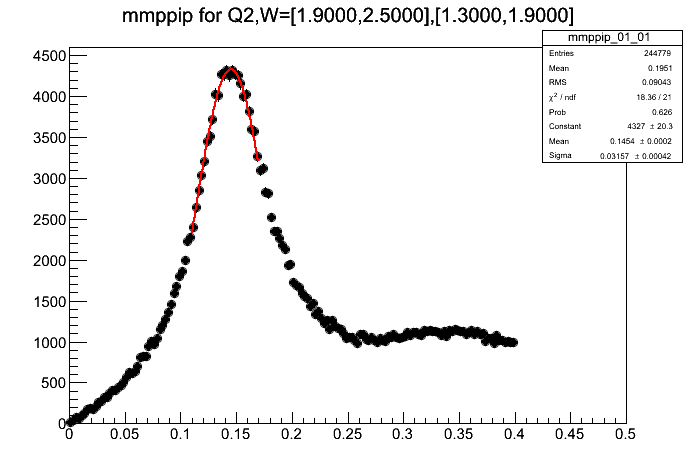 mmppip for Q2,W=[1.9000,2.5000],[1.3000,1.9000]
mmppip_01_01
Entries 244779
Mean 0.1951
RMS 0.09043
χ² / ndf 18.36 / 21
Prob 0.626
Constant 4327 ± 20.3
Mean 0.1454 ± 0.0002
Sigma 0.03157 ± 0.00042
4500
4000
3500
3000
2500
2000
1500
1000
500
0
0 0.05 0.1 0.15 0.2 0.25 0.3 0.35 0.4 0.45 0.5